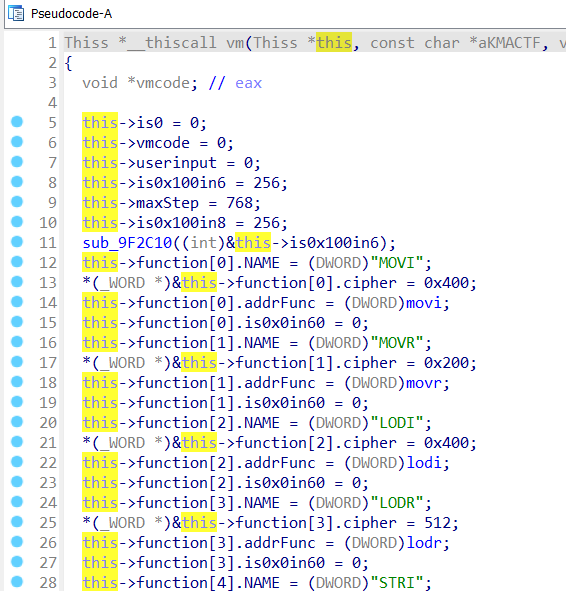 Pseudocode-A
1 Thiss *__thiscall vm(Thiss *this, const char *aKMACTF, v
2 {
3 void *vmcode; // eax
4
5 this->is0 = 0;
6 this->vmcode = 0;
7 this->userinput = 0;
8 this->is0x100in6 = 256;
9 this->maxStep = 768;
10 this->is0x100in8 = 256;
11 sub_9F2C10((int)&this->is0x100in6);
12 this->function[0].NAME = (DWORD)"MOVI";
13 *(_WORD *)&this->function[0].cipher = 0x400;
14 this->function[0].addrFunc = (DWORD)movi;
15 this->function[0].is0x0in60 = 0;
16 this->function[1].NAME = (DWORD)"MOVR";
17 *(_WORD *)&this->function[1].cipher = 0x200;
18 this->function[1].addrFunc = (DWORD)movr;
19 this->function[1].is0x0in60 = 0;
20 this->function[2].NAME = (DWORD)"LODI";
21 *(_WORD *)&this->function[2].cipher = 0x400;
22 this->function[2].addrFunc = (DWORD)lodi;
23 this->function[2].is0x0in60 = 0;
24 this->function[3].NAME = (DWORD)"LODR";
25 *(_WORD *)&this->function[3].cipher = 512;
26 this->function[3].addrFunc = (DWORD)lodr;
27 this->function[3].is0x0in60 = 0;
28 this->function[4].NAME = (DWORD)"STRI";